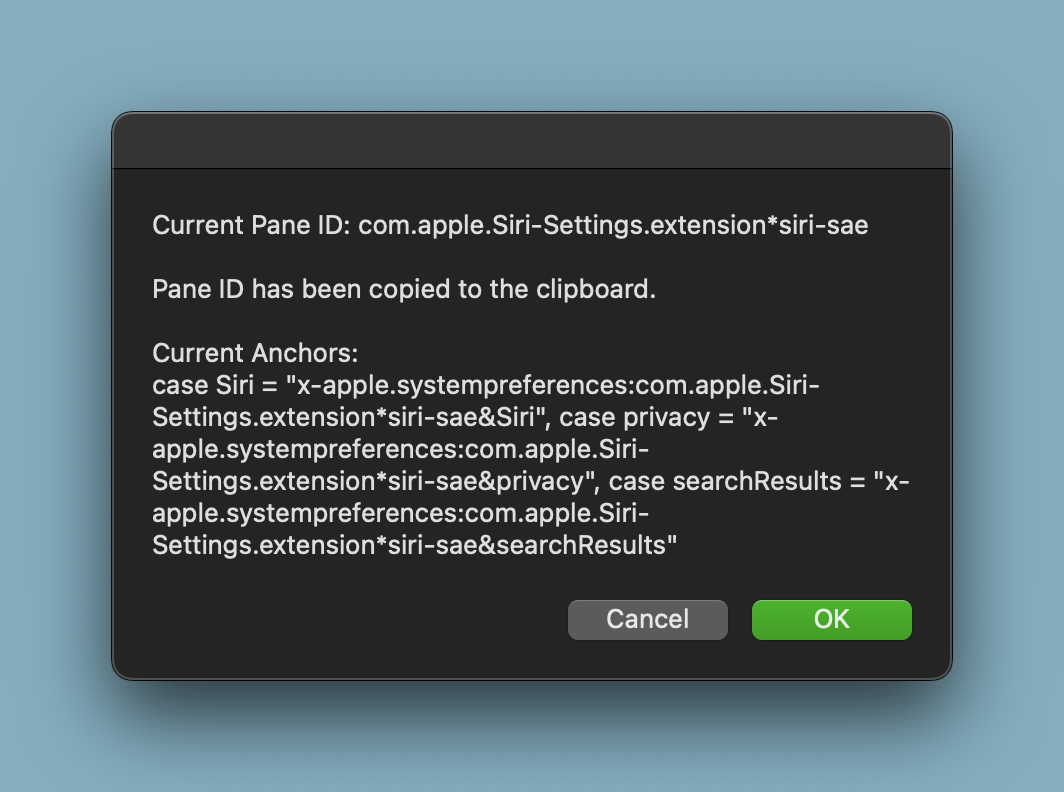 Current Pane ID: com.apple.Siri-Settings.extension*siri-sae
Pane ID has been copied to the clipboard.
Current Anchors:
case Siri = "x-apple.systempreferences:com.apple.Siri-
Settings.extension*siri-sae&Siri", case privacy = "x-
apple.systempreferences:com.apple.Siri-
Settings.extension*siri-sae&privacy", case searchResults = "x-
apple.systempreferences:com.apple.Siri-
Settings.extension*siri-sae&searchResults"
Cancel
OK